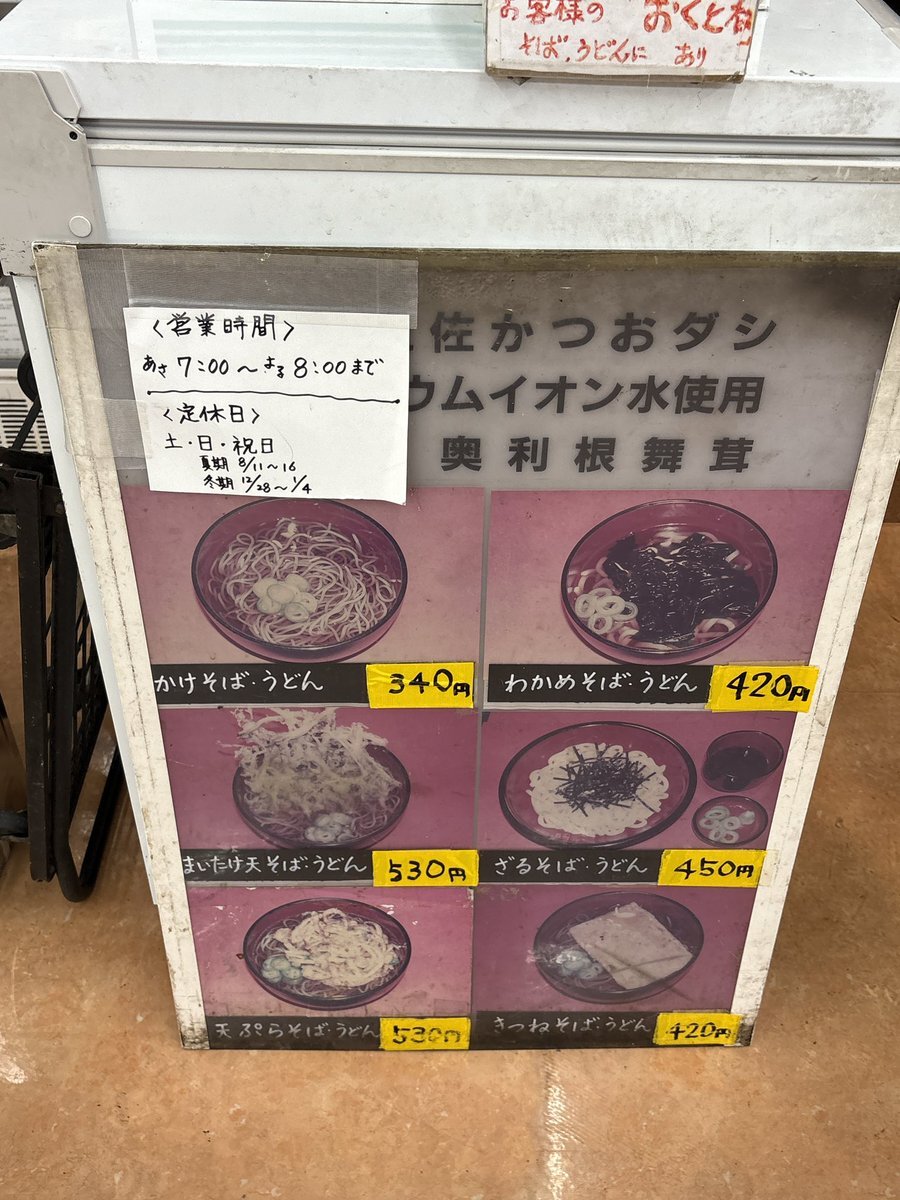 お客様の おくと
そば、うどんに あり
〈営業時間〉
あさ7:00〜よる8:00まで
〈定休日〉
土・日・祝日
夏期 8/11〜16
冬期 12/28〜1/4
佐かつおダシ
ウムイオン水使用
奥利根舞茸
かけそば・うどん 340円
わかめそば・うどん 420円
まいたけ天そば・うどん 530円
ざるそば・うどん 450円
天ぷらそば・うどん 530円
きつねそば・うどん 420円